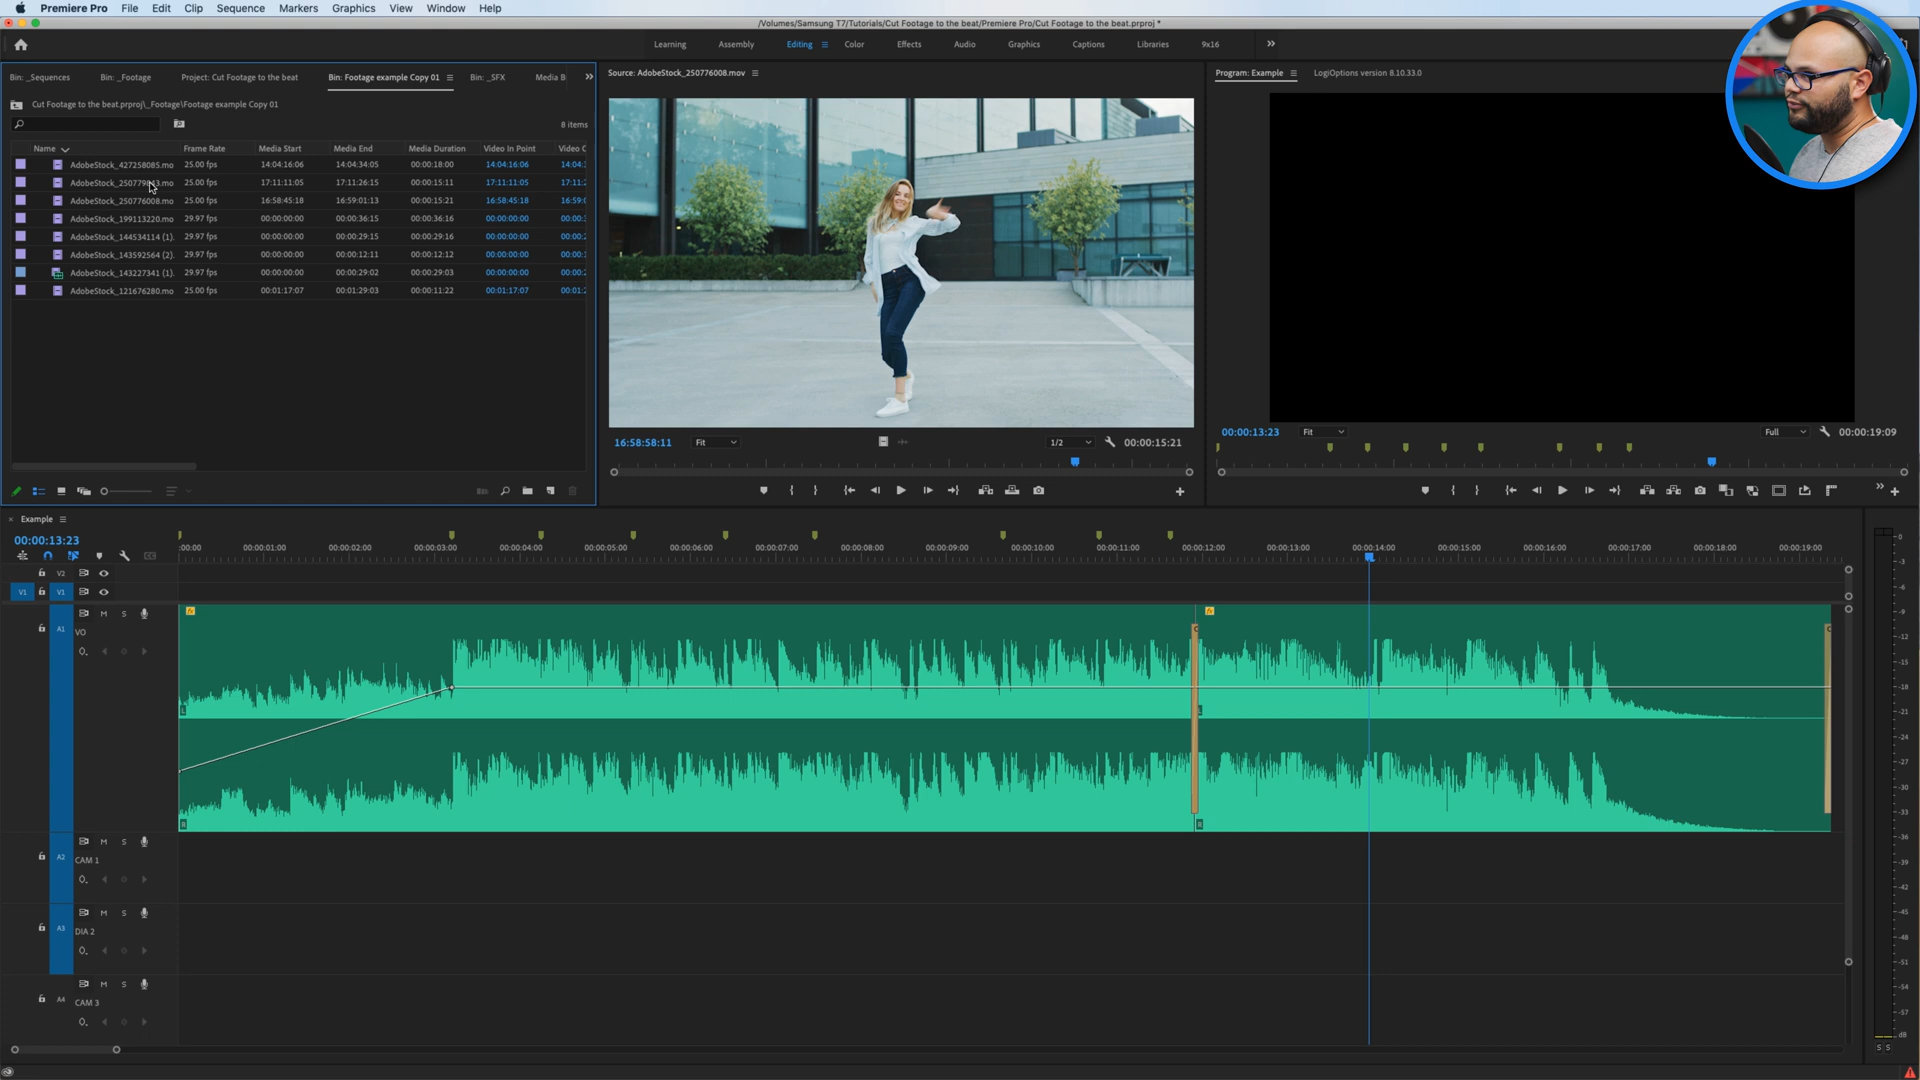 Premiere Pro File Edit Clip Sequence Markers Graphics View Window Help
/Volumes/Samsung T7/Tutorials/Cut Footage to the beat/Premiere Pro/Cut Footage to the beat.prproj *
Learning Assembly Editing Color Effects Audio Graphics Captions Libraries 9x16
Bin: _Sequences Bin: _Footage Project: Cut Footage to the beat Bin: Footage example Copy 01 Bin: _SFX Media B
Source: AdobeStock_250776008.mov
Program: Example LogiOptions version 8.10.33.0
Cut Footage to the beat.prproj\_Footage\Footage example Copy 01
8 items
Name Frame Rate Media Start Media End Media Duration Video In Point Video O
AdobeStock_427258085.mo 25.00 fps 14:04:16:06 14:04:34:05 00:00:18:00 14:04:16:06 14:04:
25.00 fps 17:11:11:05 17:11:26:15 00:00:15:11 17:11:11:05 17:11:2
AdobeStock_250776008.mo 25.00 fps 16:58:45:18 16:59:01:13 00:00:15:21 16:58:45:18 16:59:0
AdobeStock_199113220.mo 29.97 fps 00:00:00:00 00:00:36:15 00:00:36:16 00:00:00:00 00:00:
AdobeStock_144534114 (1). 29.97 fps 00:00:00:00 00:00:29:15 00:00:29:16 00:00:00:00 00:00:2
AdobeStock_143592564 (2). 29.97 fps 00:00:00:00 00:00:12:11 00:00:12:12 00:00:00:00 00:00:
AdobeStock_143227341 (1). 29.97 fps 00:00:00:00 00:00:29:02 00:00:29:03 00:00:00:00 00:00:2
AdobeStock_121676280.mo 25.00 fps 00:01:17:07 00:01:29:03 00:00:11:22 00:01:17:07 00:01:2
16:58:58:11 Fit 1/2 00:00:15:21
00:00:13:23 Fit Full 00:00:19:09
Example
00:00:13:23
:00:00 00:00:01:00 00:00:02:00 00:00:03:00 00:00:04:00 00:00:05:00 00:00:06:00 00:00:07:00 00:00:08:00 00:00:09:00 00:00:10:00 00:00:11:00 00:00:12:00 00:00:13:00 00:00:14:00 00:00:15:00 00:00:16:00 00:00:17:00 00:00:18:00 00:00:19:00
V2
V1 V1
M S
A1 VO
fx fx
L L
R R
M S
A2 CAM 1
M S
A3 DIA 2
M S
A4 CAM 3
0
-3
-6
-9
-12
-15
-18
-21
-24
-27
-30
-33
-36
-39
-42
-45
-48
-51
-54
-57
dB
S S